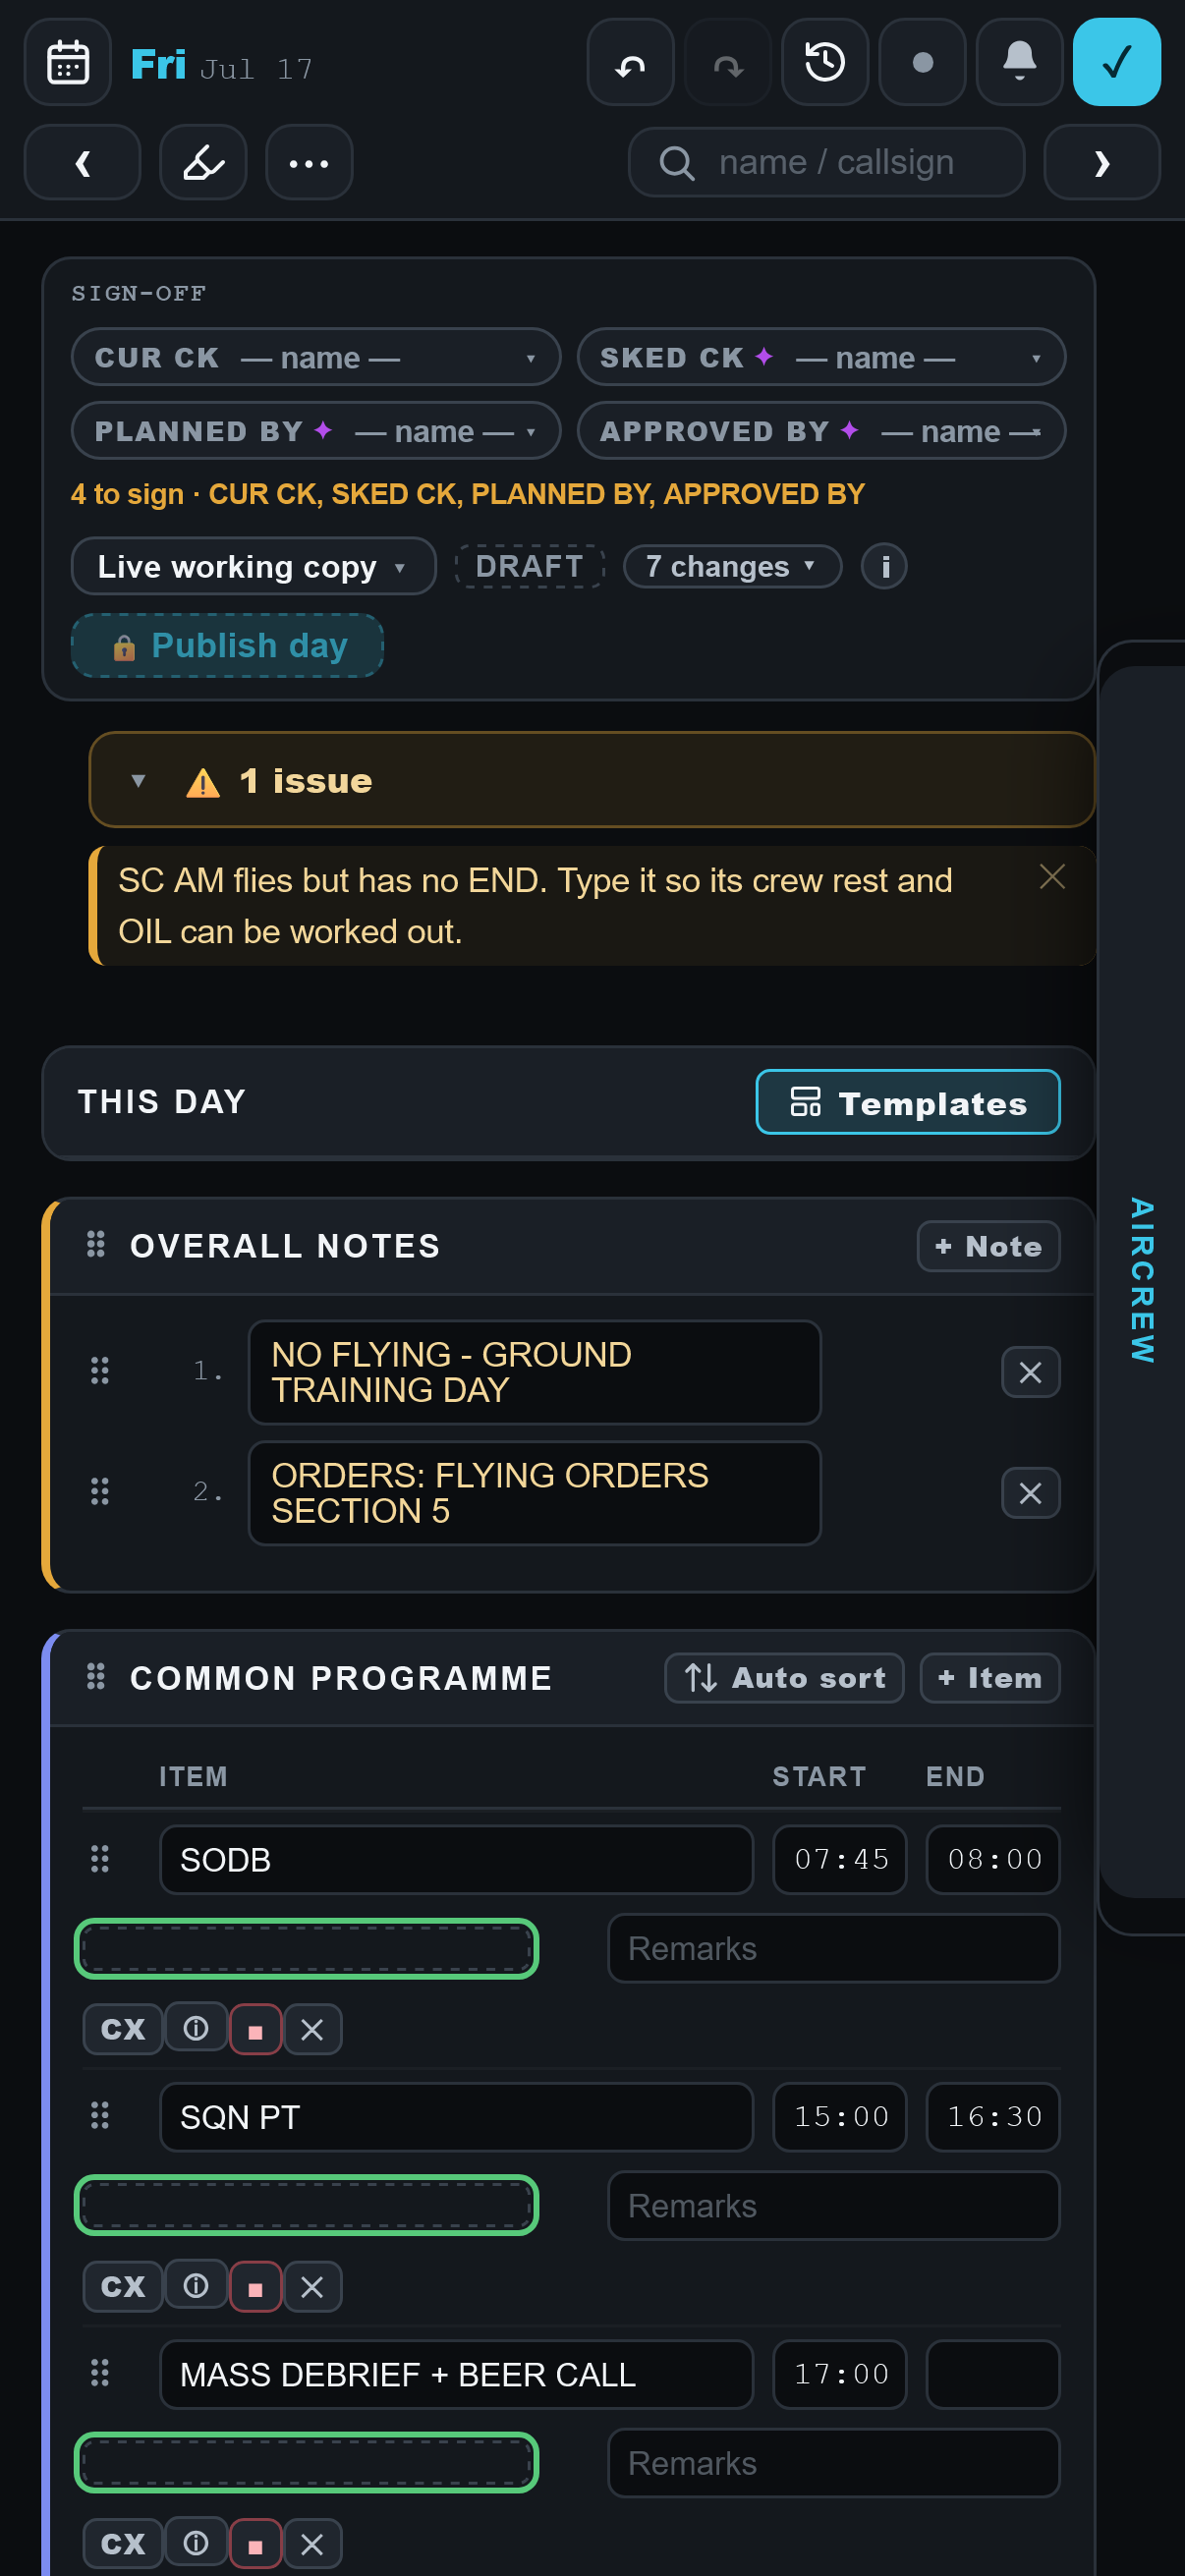 Fri Jul 17
name / callsign
SIGN-OFF
CUR CK — name —
SKED CK — name —
PLANNED BY — name —
APPROVED BY — name —
4 to sign · CUR CK, SKED CK, PLANNED BY, APPROVED BY
Live working copy
DRAFT
7 changes
i
Publish day
1 issue
SC AM flies but has no END. Type it so its crew rest and
OIL can be worked out.
THIS DAY
Templates
AIRCREW
OVERALL NOTES
+ Note
1.
NO FLYING - GROUND
TRAINING DAY
2.
ORDERS: FLYING ORDERS
SECTION 5
COMMON PROGRAMME
Auto sort
+ Item
ITEM START END
SODB 07:45 08:00
Remarks
CX
SQN PT 15:00 16:30
Remarks
CX
MASS DEBRIEF + BEER CALL 17:00
Remarks
CX